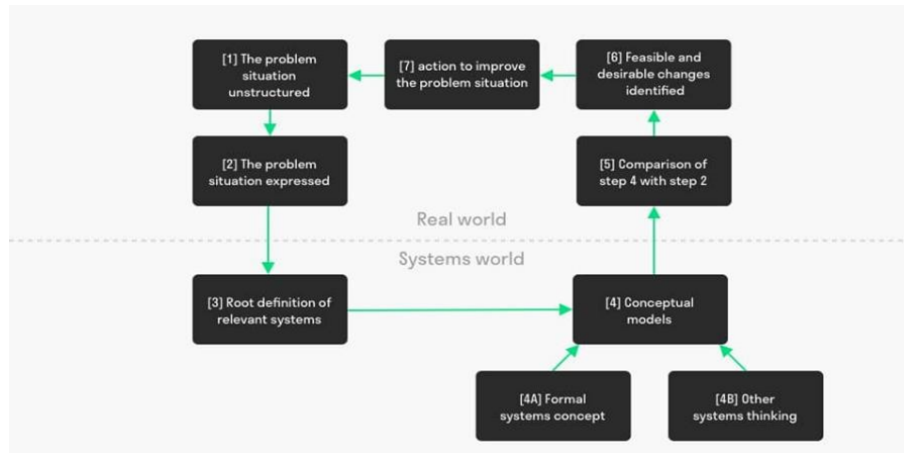 [1] The problem
situation
unstructured
[7] action to improve
the problem situation
[6] Feasible and
desirable changes
identified
[2] The problem
situation expressed
[5] Comparison of
step 4 with step 2
Real world
Systems world
[3] Root definition of
relevant systems
[4] Conceptual
models
[4A] Formal
systems concept
[4B] Other
systems thinking